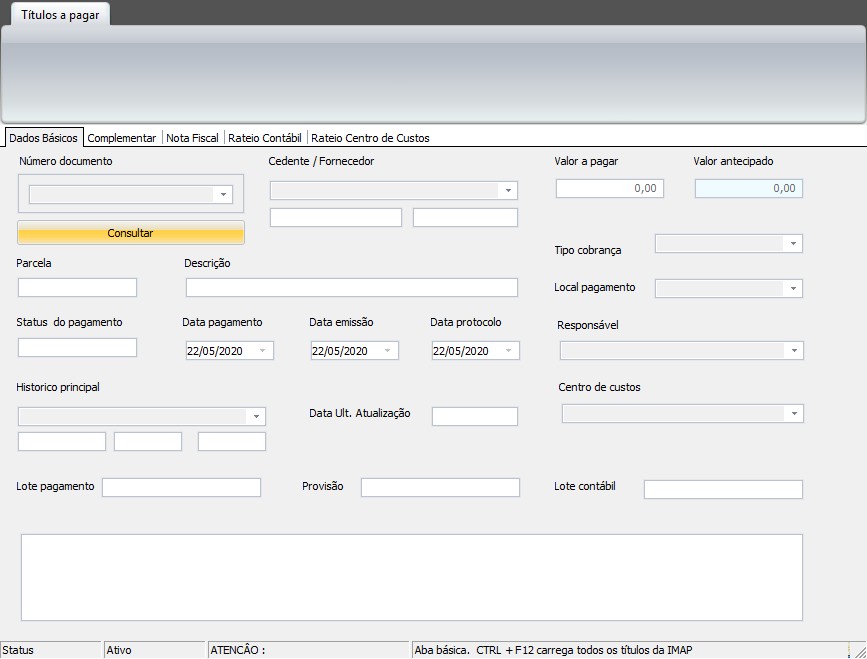 Títulos a pagar
Dados Básicos Complementar Nota Fiscal Rateio Contábil Rateio Centro de Custos
Número documento Cedente / Fornecedor Valor a pagar Valor antecipado
0,00 0,00
Consultar
Tipo cobrança
Parcela Descrição
Local pagamento
Status do pagamento Data pagamento Data emissão Data protocolo Responsável
22/05/2020 22/05/2020 22/05/2020
Historico principal Centro de custos
Data Ult. Atualização
Lote pagamento Provisão Lote contábil
Status Ativo ATENCÂO : Aba básica. CTRL + F12 carrega todos os títulos da IMAP